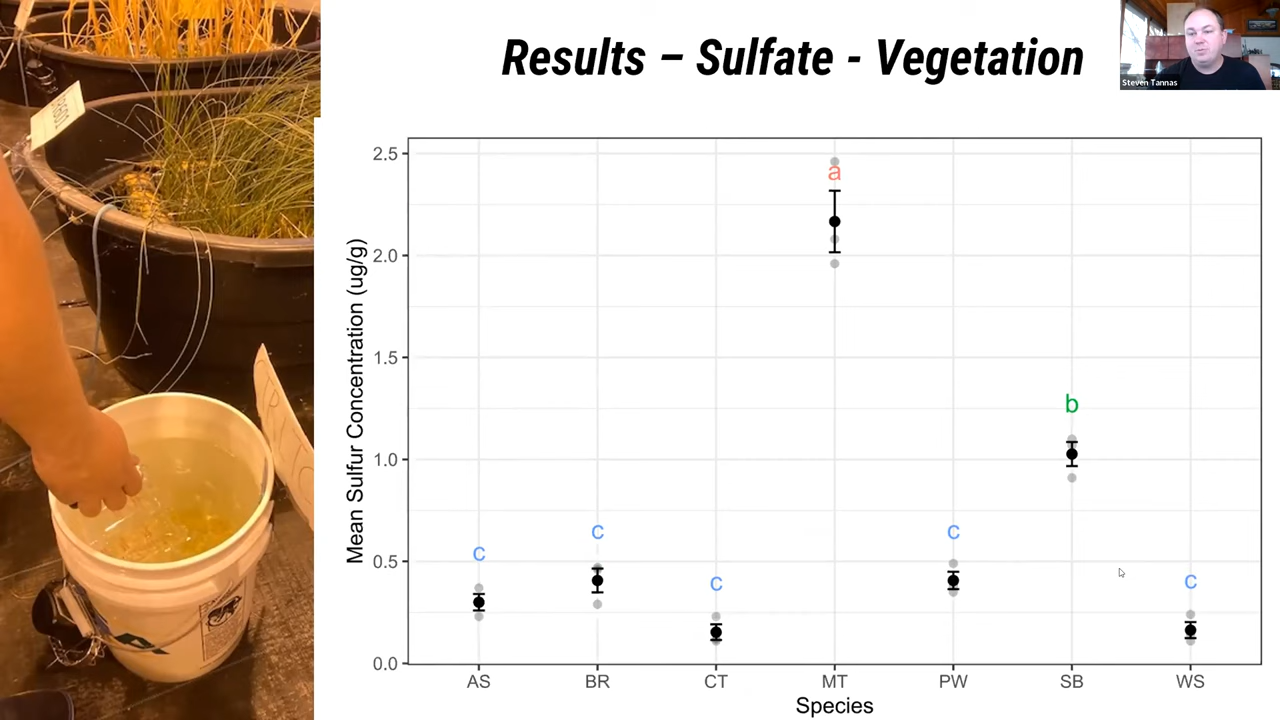 Results – Sulfate - Vegetation
Steven Tannas
Mean Sulfur Concentration (ug/g)
2.5
2.0
1.5
1.0
0.5
0.0
a
b
c
c
c
c
c
AS BR CT MT PW SB WS
Species